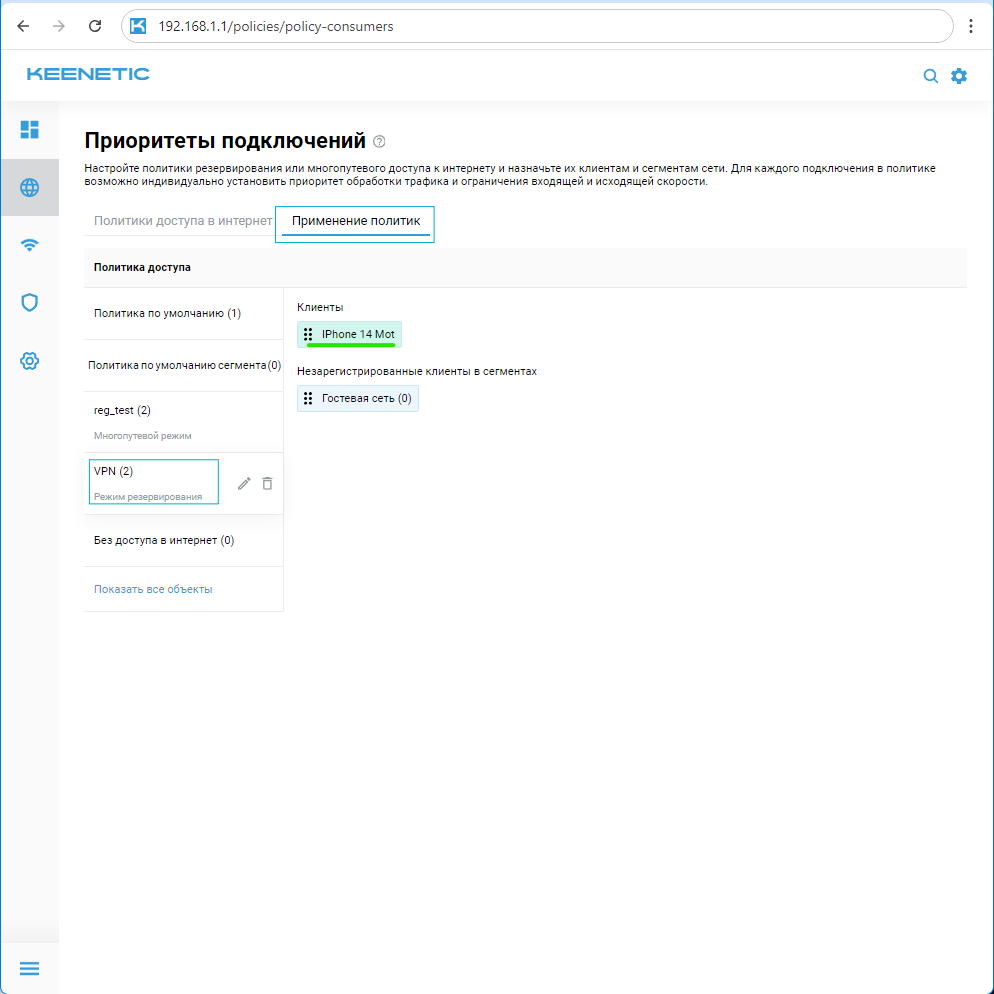 192.168.1.1/policies/policy-consumers
KEENETIC
Приоритеты подключений ?
Настройте политики резервирования или многопутевого доступа к интернету и назначьте их клиентам и сегментам сети. Для каждого подключения в политике
возможно индивидуально установить приоритет обработки трафика и ограничения входящей и исходящей скорости.
Политики доступа в интернет Применение политик
Политика доступа
Политика по умолчанию (1)
Политика по умолчанию сегмента (0)
reg_test (2)
Многопутевой режим
VPN (2)
Режим резервирования
Без доступа в интернет (0)
Показать все объекты
Клиенты
IPhone 14 Mot
Незарегистрированные клиенты в сегментах
Гостевая сеть (0)